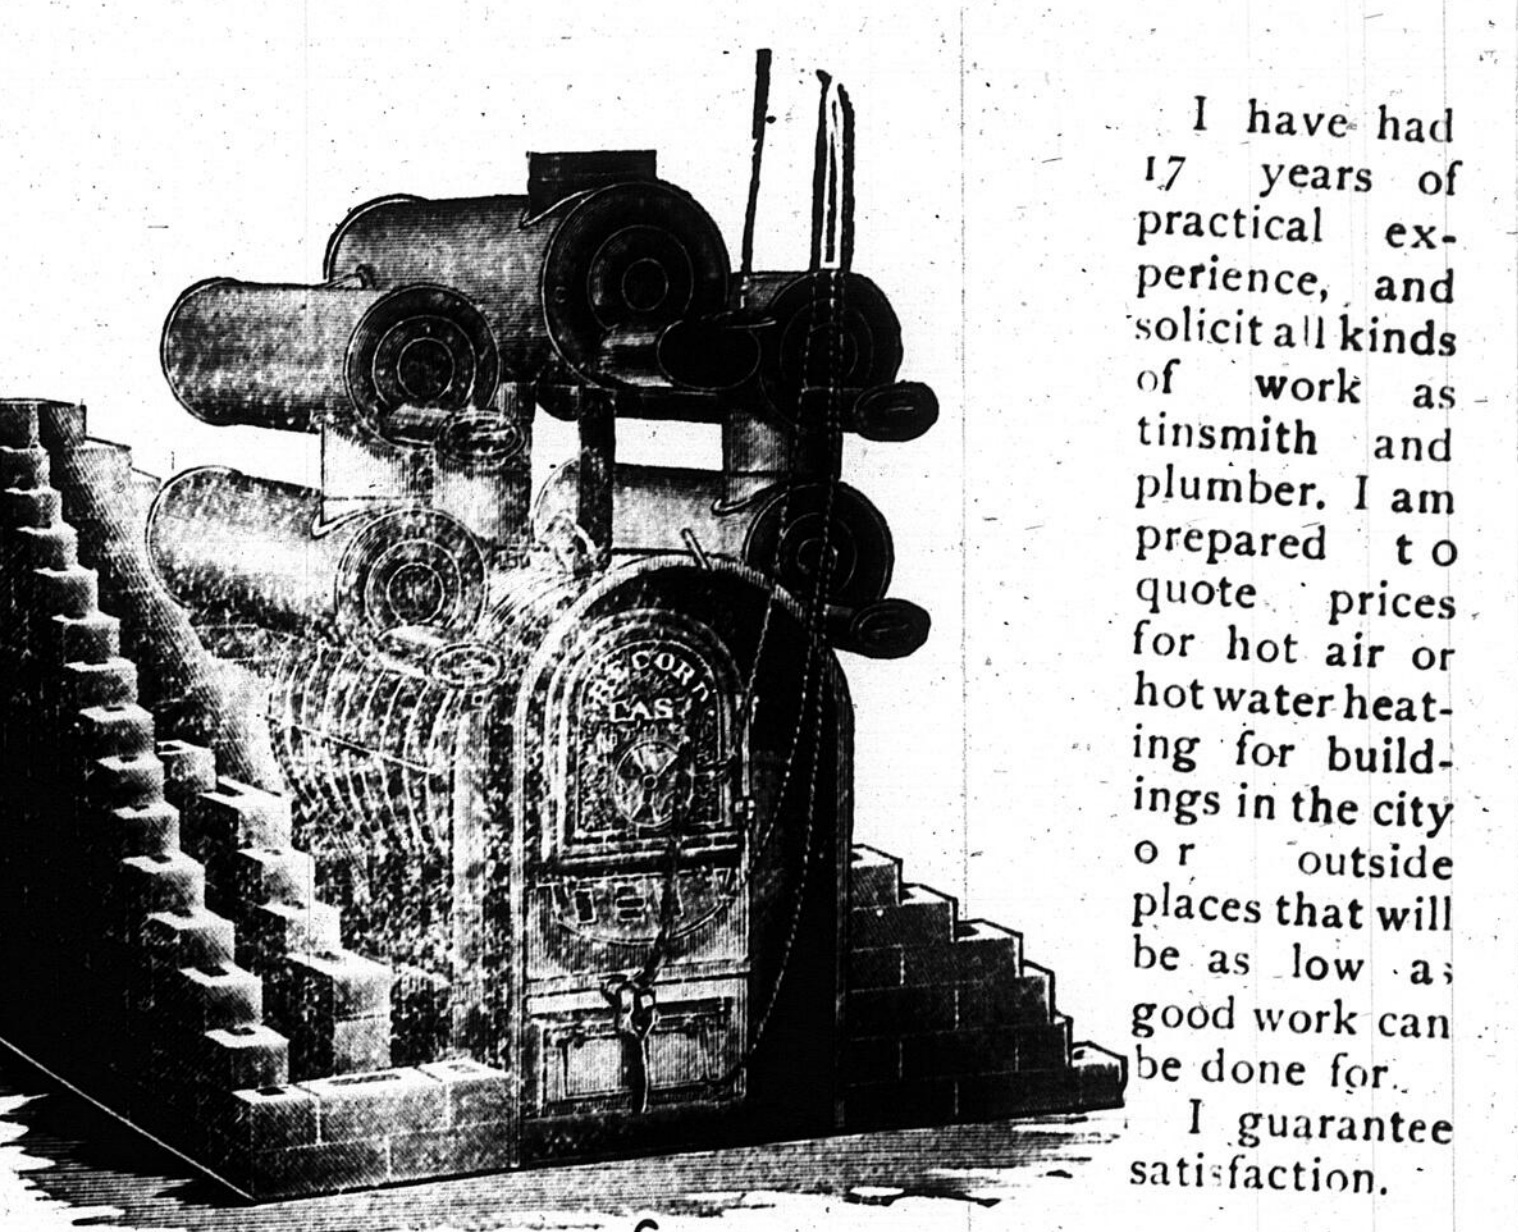 RECORD
I have had
17 years of
practical ex-
perience, and
solicit all kinds
of work as
tinsmith and
plumber. I am
prepared to
quote prices
for hot air or
hot water heat-
ing for build-
ings in the city
or outside
places that will
be as low as
good work can
be done for.
I guarantee
satisfaction.